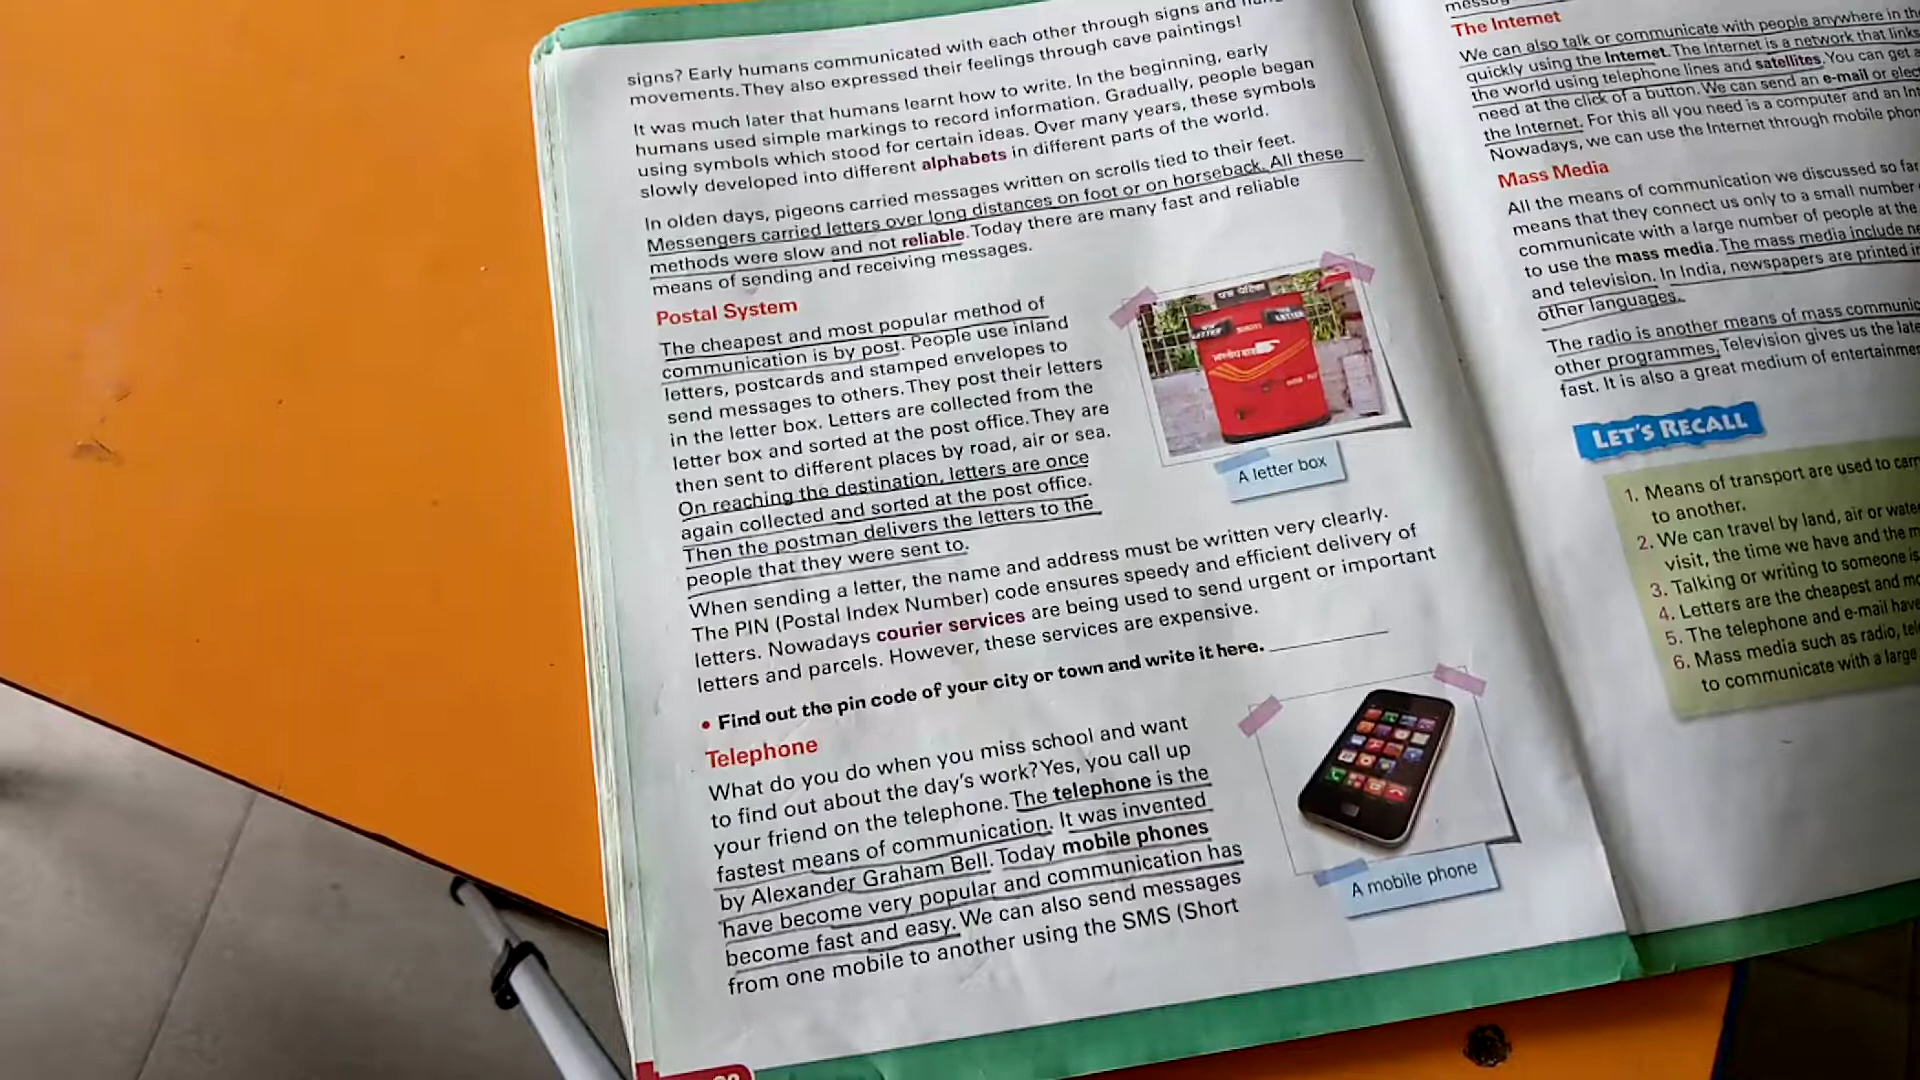 signs? Early humans communicated with each other through signs and
movements. They also expressed their feelings through cave paintings!
It was much later that humans learnt how to write. In the beginning, early
humans used simple markings to record information. Gradually, people began
using symbols which stood for certain ideas. Over many years, these symbols
slowly developed into different alphabets in different parts of the world.
In olden days, pigeons carried messages written on scrolls tied to their feet.
Messengers carried letters over long distances on foot or on horseback. All these
methods were slow and not reliable. Today there are many fast and reliable
means of sending and receiving messages.
Postal System
The cheapest and most popular method of
communication is by post. People use inland
letters, postcards and stamped envelopes to
send messages to others. They post their letters
in the letter box. Letters are collected from the
letter box and sorted at the post office. They are
then sent to different places by road, air or sea.
On reaching the destination, letters are once
again collected and sorted at the post office.
Then the postman delivers the letters to the
people that they were sent to.
A letter box
When sending a letter, the name and address must be written very clearly.
The PIN (Postal Index Number) code ensures speedy and efficient delivery of
letters. Nowadays courier services are being used to send urgent or important
letters and parcels. However, these services are expensive.
• Find out the pin code of your city or town and write it here.
Telephone
What do you do when you miss school and want
to find out about the day's work? Yes, you call up
your friend on the telephone. The telephone is the
fastest means of communication. It was invented
by Alexander Graham Bell. Today mobile phones
have become very popular and communication has
become fast and easy. We can also send messages
from one mobile to another using the SMS (Short
A mobile phone
The Internet
We can also talk or communicate with people anywhere in the
quickly using the Internet. The Internet is a network that links
the world using telephone lines and satellites. You can get a
need at the click of a button. We can send an e-mail or
the Internet. For this all you need is a computer and an
Nowadays, we can use the Internet through mobile
Mass Media
All the means of communication we discussed so far
means that they connect us only to a small number
communicate with a large number of people at the
to use the mass media. The mass media include
and television. In India, newspapers are printed in
other languages.
The radio is another means of mass
other programmes. Television gives us the
fast. It is also a great medium of
LET'S RECALL
1. Means of transport are used to
to another.
2. We can travel by land, air or
visit, the time we have and the
3. Talking or writing to someone is
4. Letters are the cheapest and
5. The telephone and e-mail
6. Mass media such as radio,
to communicate with a large